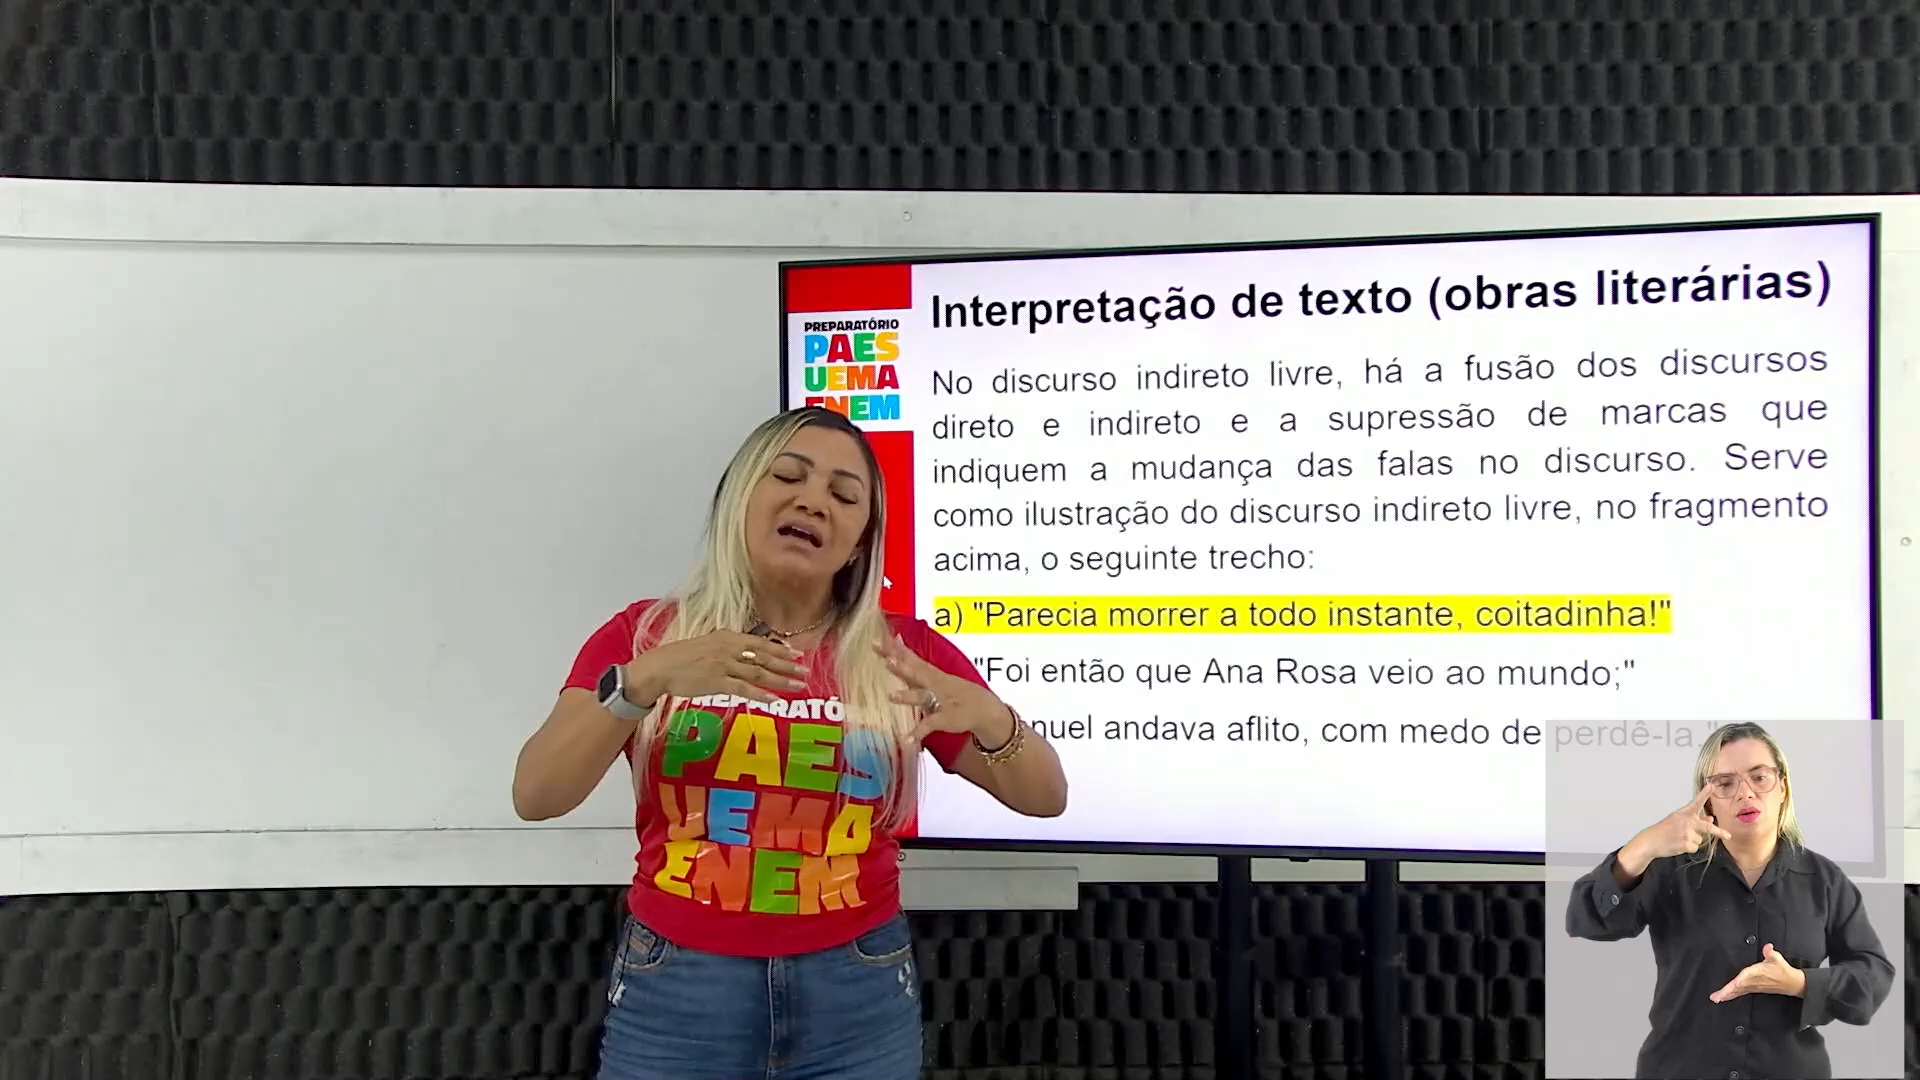 Interpretação de texto (obras literárias)
PREPARATÓRIO
PAES
UEMA
ENEM
No discurso indireto livre, há a fusão dos discursos
direto e indireto e a supressão de marcas que
indiquem a mudança das falas no discurso. Serve
como ilustração do discurso indireto livre, no fragmento
acima, o seguinte trecho:
a) "Parecia morrer a todo instante, coitadinha!"
"Foi então que Ana Rosa veio ao mundo;"
nuel andava aflito, com medo de perdê-la."
PREPARATÓ
PAES
UEMA
ENEM